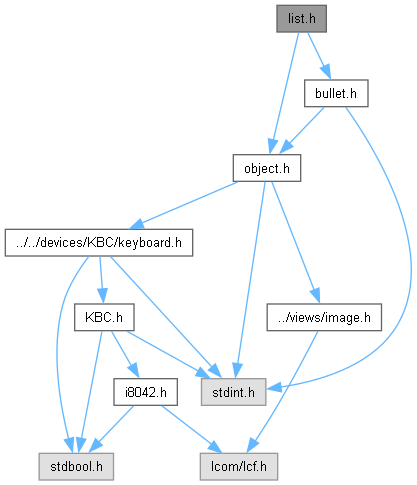 list.h
bullet.h
object.h
../../devices/KBC/keyboard.h
KBC.h
../views/image.h
i8042.h
stdint.h
stdbool.h
lcom/lcf.h